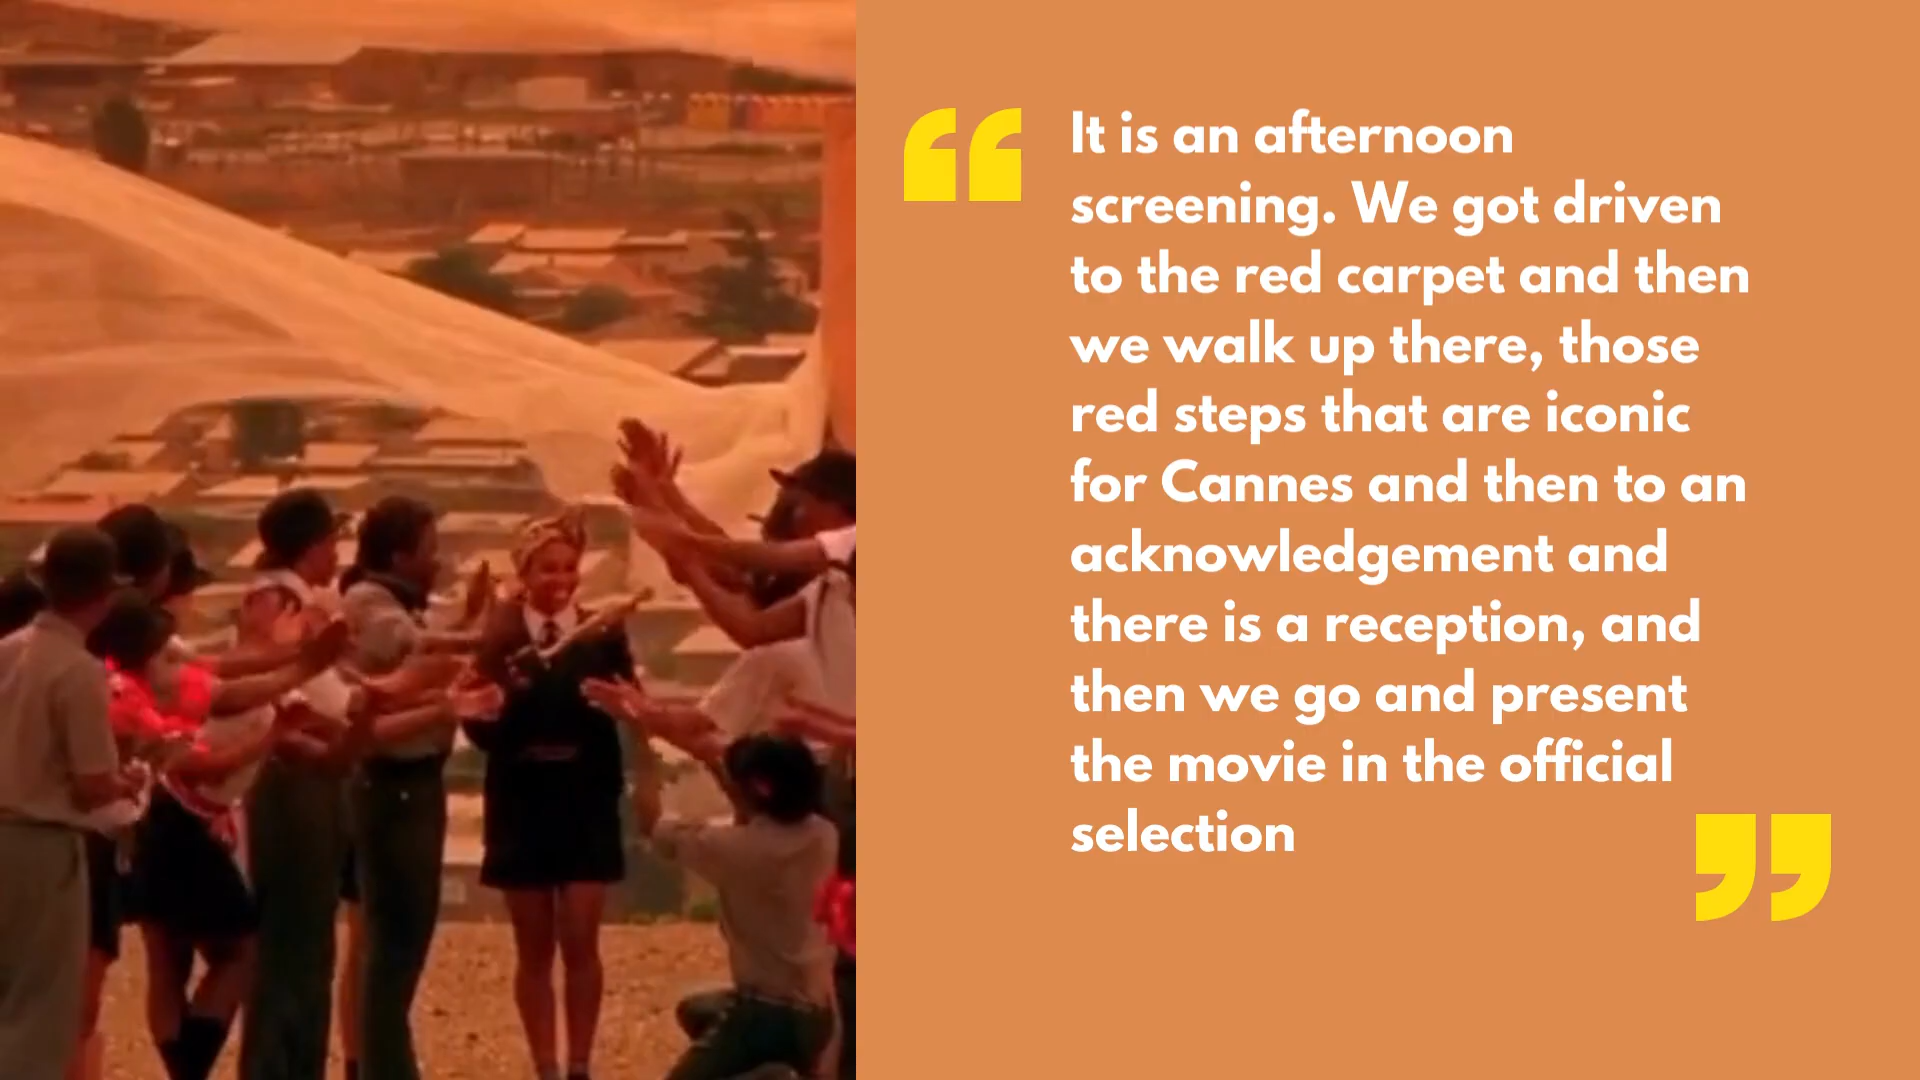 It is an afternoon
screening. We got driven
to the red carpet and then
we walk up there, those
red steps that are iconic
for Cannes and then to an
acknowledgement and
there is a reception, and
then we go and present
the movie in the official
selection